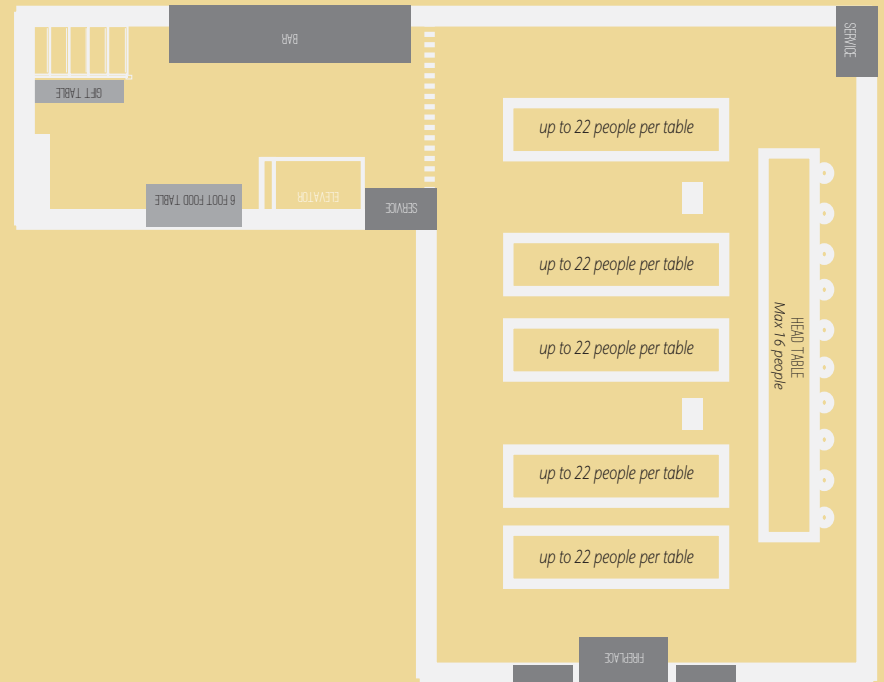 BAR
SERVICE
GIFT TABLE
up to 22 people per table
6 FOOT FOOD TABLE
ELEVATOR
SERVICE
up to 22 people per table
up to 22 people per table
HEAD TABLE
Max 16 people
up to 22 people per table
up to 22 people per table
FIREPLACE